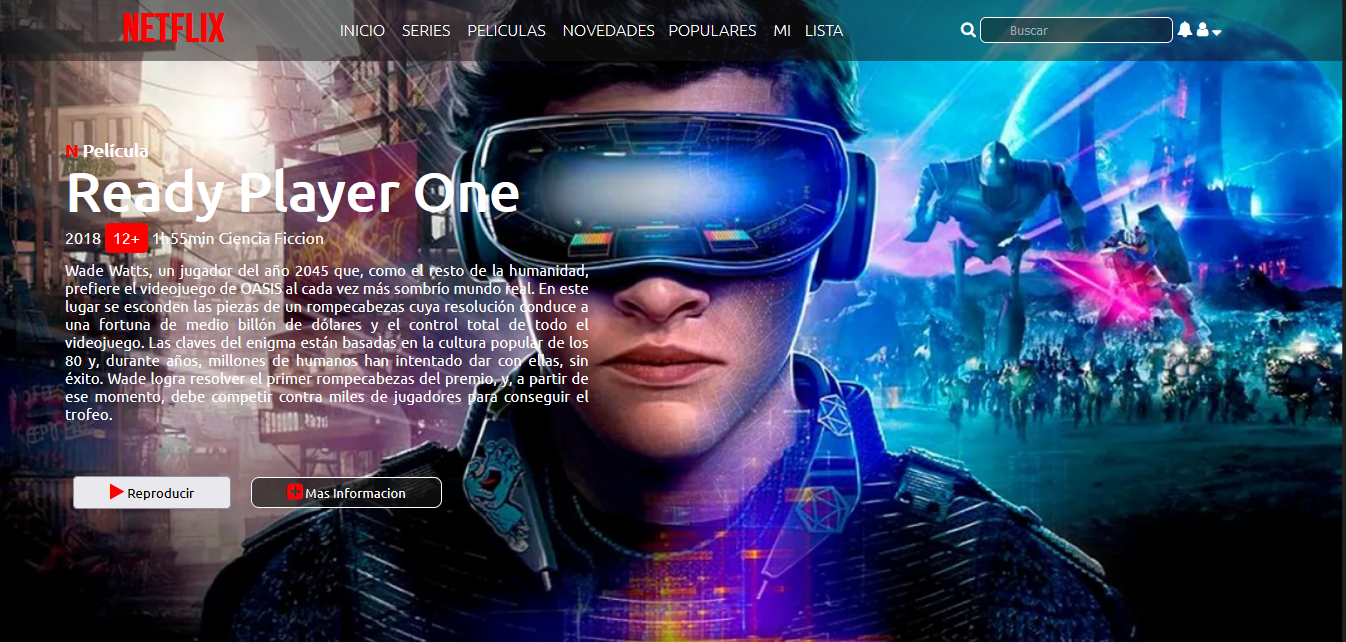 NETFLIX
INICIO SERIES PELICULAS NOVEDADES POPULARES MI LISTA
Buscar
N Película
Ready Player One
2018 12+ 1h55min Ciencia Ficcion
Wade Watts, un jugador del año 2045 que, como el resto de la humanidad,
prefiere el videojuego de OASIS al cada vez más sombrío mundo real. En este
lugar se esconden las piezas de un rompecabezas cuya resolución conduce a
una fortuna de medio billón de dólares y el control total de todo el
videojuego. Las claves del enigma están basadas en la cultura popular de los
80 y, durante años, millones de humanos han intentado dar con ellas, sin
éxito. Wade logra resolver el primer rompecabezas del premio, y, a partir de
ese momento, debe competir contra miles de jugadores para conseguir el
trofeo.
Reproducir
Mas Informacion